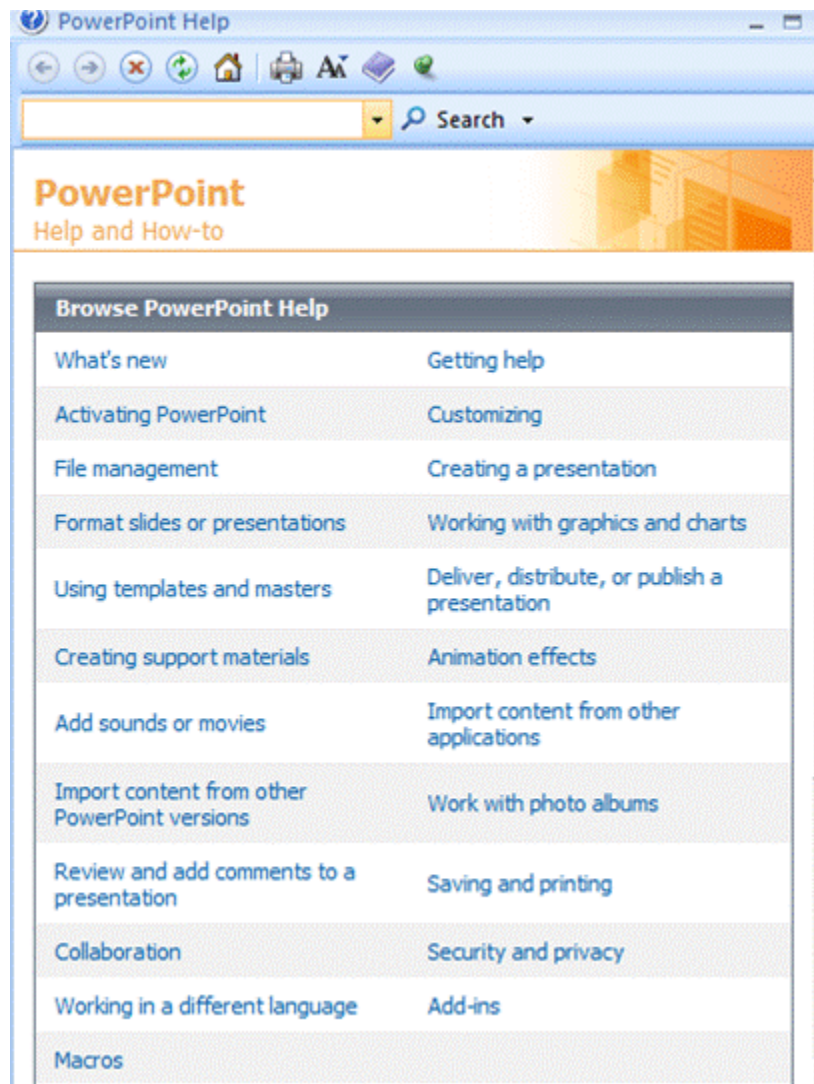 PowerPoint Help
Search
PowerPoint
Help and How-to
Browse PowerPoint Help
What's new
Getting help
Activating PowerPoint
Customizing
File management
Creating a presentation
Format slides or presentations
Working with graphics and charts
Using templates and masters
Deliver, distribute, or publish a
presentation
Creating support materials
Animation effects
Add sounds or movies
Import content from other
applications
Import content from other
PowerPoint versions
Work with photo albums
Review and add comments to a
presentation
Saving and printing
Collaboration
Security and privacy
Working in a different language
Add-ins
Macros